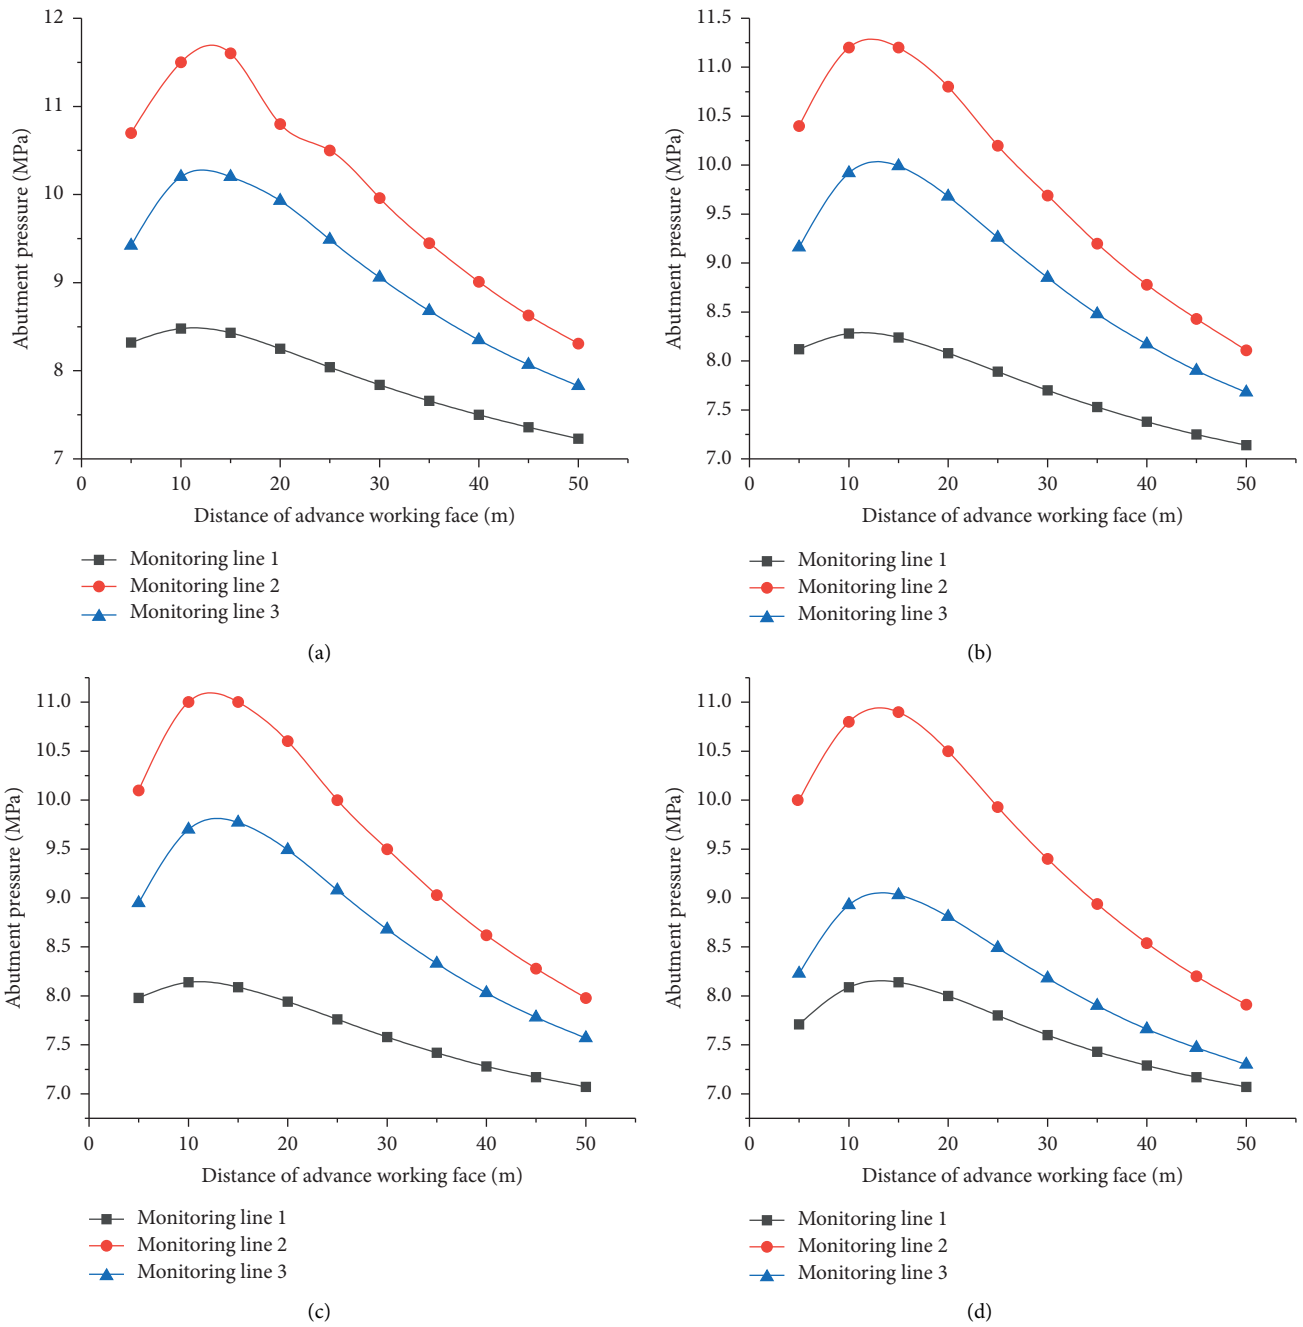 12
11
10
9
8
7
Abutment pressure (MPa)
0 10 20 30 40 50
Distance of advance working face (m)
Monitoring line 1
Monitoring line 2
Monitoring line 3
(a)
11.5
11.0
10.5
10.0
9.5
9.0
8.5
8.0
7.5
7.0
Abutment pressure (MPa)
0 10 20 30 40 50
Distance of advance working face (m)
Monitoring line 1
Monitoring line 2
Monitoring line 3
(b)
11.0
10.5
10.0
9.5
9.0
8.5
8.0
7.5
7.0
Abutment pressure (MPa)
0 10 20 30 40 50
Distance of advance working face (m)
Monitoring line 1
Monitoring line 2
Monitoring line 3
(c)
11.0
10.5
10.0
9.5
9.0
8.5
8.0
7.5
7.0
Abutment pressure (MPa)
0 10 20 30 40 50
Distance of advance working face (m)
Monitoring line 1
Monitoring line 2
Monitoring line 3
(d)